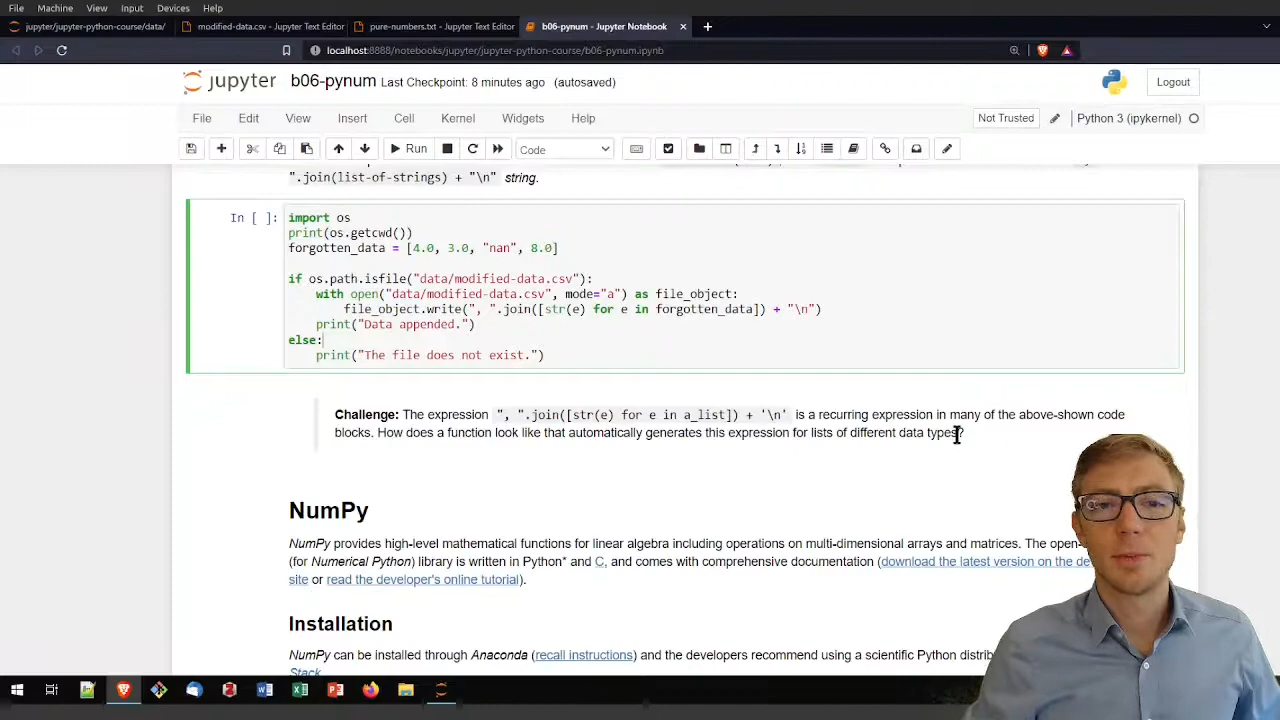 File Machine View Input Devices Help
jupyter/jupyter-python-course/data/ modified-data.csv - Jupyter Text Editor pure-numbers.txt - Jupyter Text Editor b06-pynum - Jupyter Notebook
localhost:8888/notebooks/jupyter/jupyter-python-course/b06-pynum.ipynb
jupyter b06-pynum Last Checkpoint: 8 minutes ago (autosaved) Logout
File Edit View Insert Cell Kernel Widgets Help Not Trusted Python 3 (ipykernel)
Run Code
".join(list-of-strings) + "\n" string.
In [ ]: import os
print(os.getcwd())
forgotten_data = [4.0, 3.0, "nan", 8.0]
if os.path.isfile("data/modified-data.csv"):
with open("data/modified-data.csv", mode="a") as file_object:
file_object.write(", ".join([str(e) for e in forgotten_data]) + "\n")
print("Data appended.")
else:
print("The file does not exist.")
Challenge: The expression ", ".join([str(e) for e in a_list]) + '\n' is a recurring expression in many of the above-shown code
blocks. How does a function look like that automatically generates this expression for lists of different data types?
NumPy
NumPy provides high-level mathematical functions for linear algebra including operations on multi-dimensional arrays and matrices. The open-
(for Numerical Python) library is written in Python* and C, and comes with comprehensive documentation (download the latest version on the de
site or read the developer's online tutorial).
Installation
NumPy can be installed through Anaconda (recall instructions) and the developers recommend using a scientific Python distrib
Stack